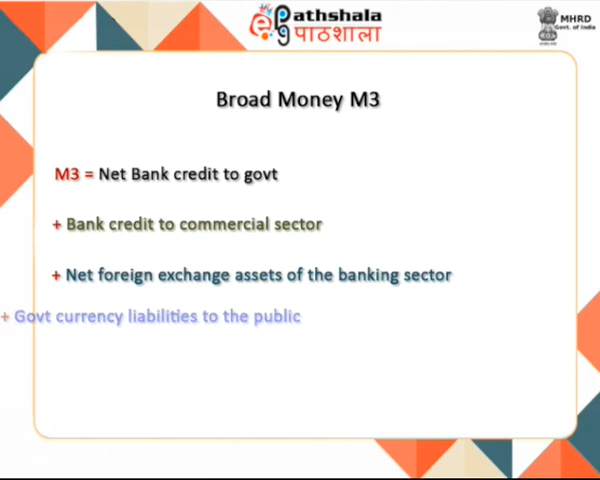 ePathshala
पाठशाला
MHRD
Govt. of India
Broad Money M3
M3 = Net Bank credit to govt
+ Bank credit to commercial sector
+ Net foreign exchange assets of the banking sector
+ Govt currency liabilities to the public